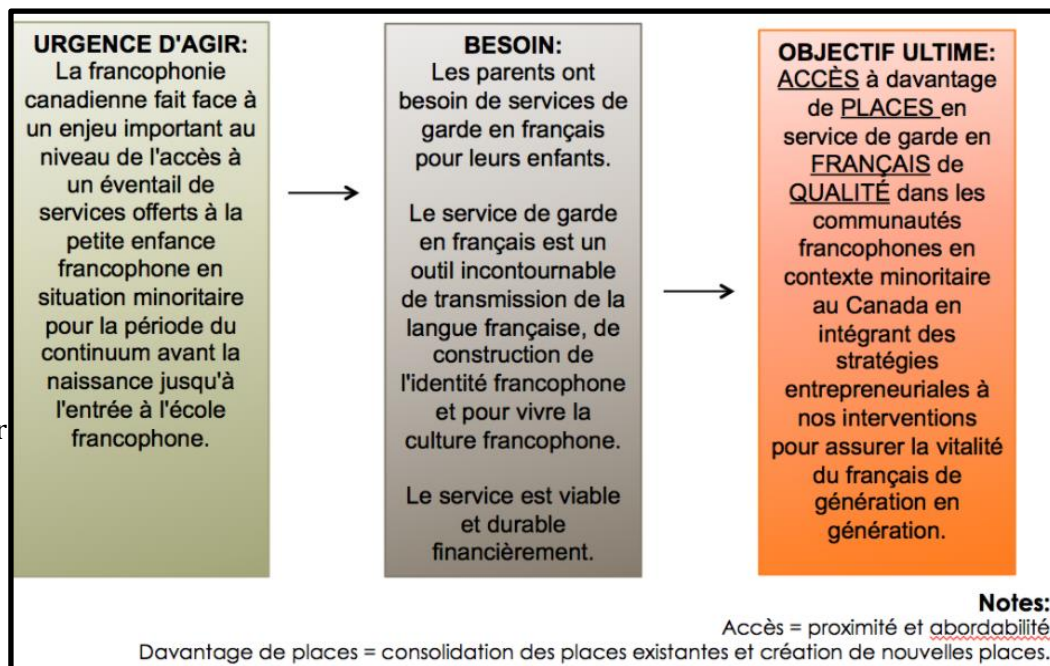 URGENCE D'AGIR:
La francophonie
canadienne fait face à
un enjeu important au
niveau de l'accès à
un éventail de
services offerts à la
petite enfance
francophone en
situation minoritaire
pour la période du
continuum avant la
naissance jusqu'à
l'entrée à l'école
francophone.
BESOIN:
Les parents ont
besoin de services de
garde en français
pour leurs enfants.
Le service de garde
en français est un
outil incontournable
de transmission de la
langue française, de
construction de
l'identité francophone
et pour vivre la
culture francophone.
Le service est viable
et durable
financièrement.
OBJECTIF ULTIME:
ACCÈS à davantage
de PLACES en
service de garde en
FRANÇAIS de
QUALITÉ dans les
communautés
francophones en
contexte minoritaire
au Canada en
intégrant des
stratégies
entrepreneuriales à
nos interventions
pour assurer la vitalité
du français de
génération en
génération.
Notes:
Accès = proximité et abordabilité
Davantage de places = consolidation des places existantes et création de nouvelles places.